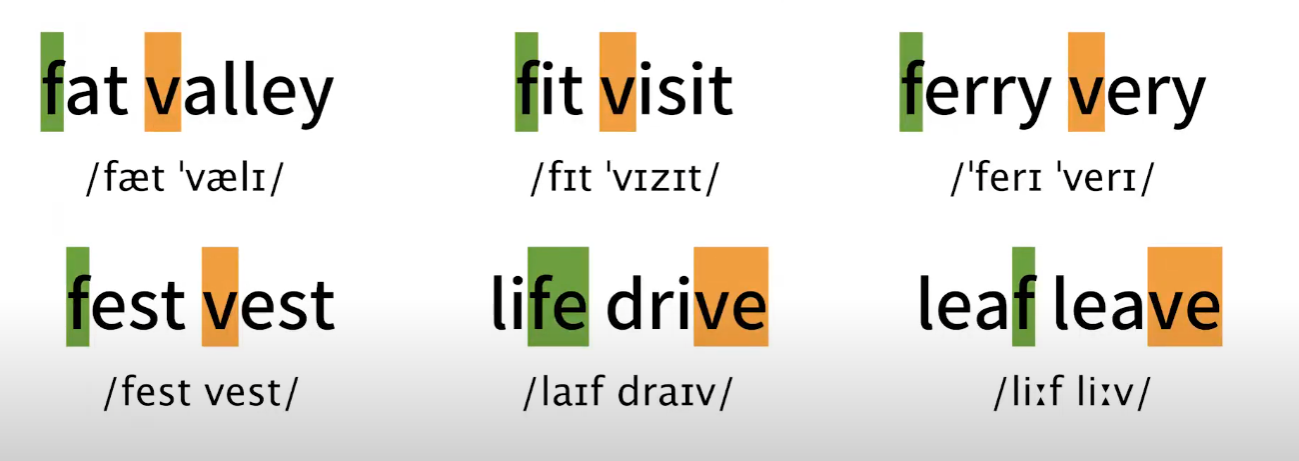 fat valley
/fæt ˈvælɪ/
fit visit
/fɪt ˈvɪzɪt/
ferry very
/ˈferɪ ˈverɪ/
fest vest
/fest vest/
life drive
/laɪf draɪv/
leaf leave
/liːf liːv/